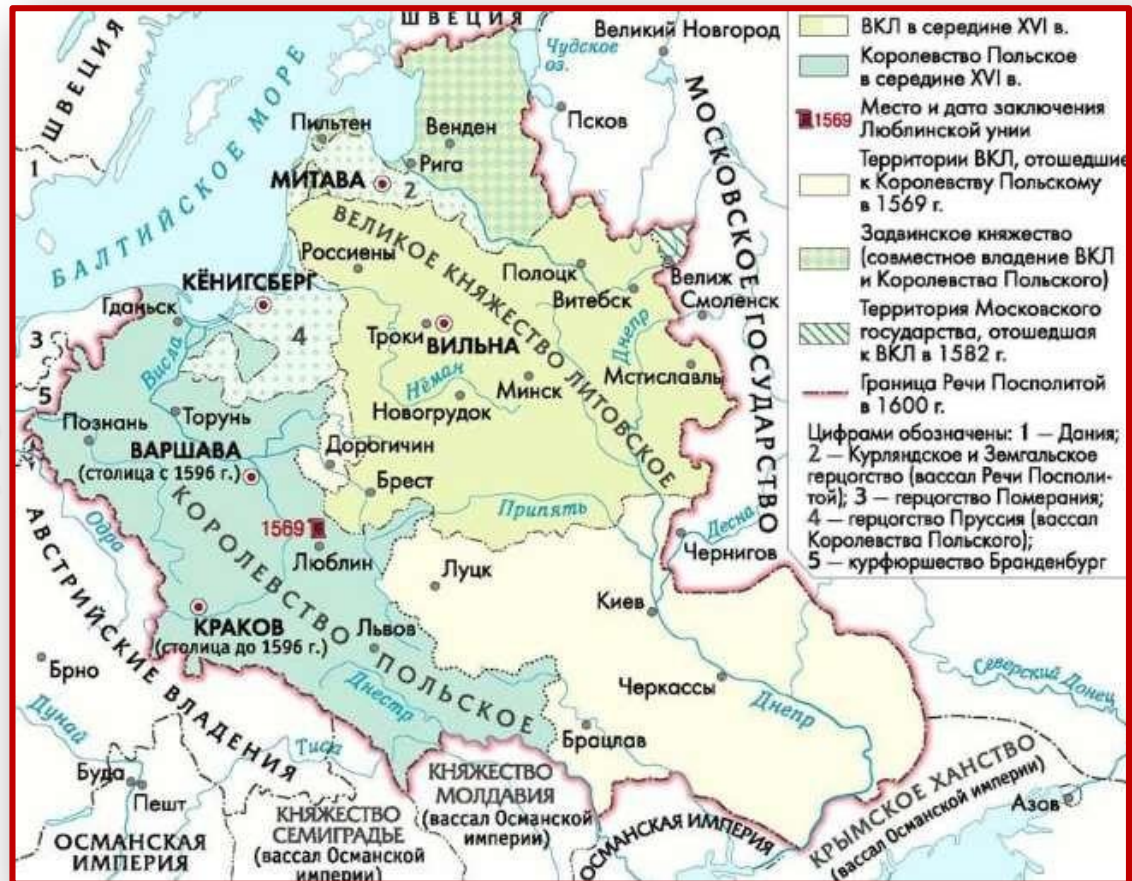 ШВЕЦИЯ
ШВЕЦИЯ
Великий Новгород
Чудское
оз.
Псков
МОСКОВСКОЕ ГОСУДАРСТВО
БАЛТИЙСКОЕ МОРЕ
1
Пильтен
Венден
Рига
МИТАВА
2
ВЕЛИКОЕ КНЯЖЕСТВО ЛИТОВСКОЕ
Россиены
Полоцк
Велиж
Витебск
Смоленск
КЁНИГСБЕРГ
Гданьск
4
3
5
Троки
ВИЛЬНА
Днепр
Висла
Неман
Минск
Мстиславль
Новогрудок
Познань
Торунь
ВАРШАВА
(столица с 1596 г.)
Дорогичин
Брест
Припять
Десна
Чернигов
АВСТРИЙСКИЕ ВЛАДЕНИЯ
Одра
КОРОЛЕВСТВО ПОЛЬСКОЕ
1569
Люблин
Луцк
Киев
КРАКОВ
(столица до 1596 г.)
Львов
Черкассы
Днепр
Северский Донец
Брно
Днестр
Брацлав
Дунай
Тиса
Буда
Пешт
ОСМАНСКАЯ
ИМПЕРИЯ
КНЯЖЕСТВО
СЕМИГРАДЬЕ
(вассал Османской
империи)
КНЯЖЕСТВО
МОЛДАВИЯ
(вассал Османской
империи)
ОСМАНСКАЯ ИМПЕРИЯ
КРЫМСКОЕ ХАНСТВО
(вассал Османской империи)
Азов
ВКЛ в середине XVI в.
Королевство Польское
в середине XVI в.
1569 Место и дата заключения
Люблинской унии
Территории ВКЛ, отошедшие
к Королевству Польскому
в 1569 г.
Задвинское княжество
(совместное владение ВКЛ
и Королевства Польского)
Территория Московского
государства, отошедшая
к ВКЛ в 1582 г.
Граница Речи Посполитой
в 1600 г.
Цифрами обозначены: 1 — Дания;
2 — Курляндское и Земгальское
герцогство (вассал Речи Посполи-
той); 3 — герцогство Померания;
4 — герцогство Пруссия (вассал
Королевства Польского);
5 — курфюршество Бранденбург